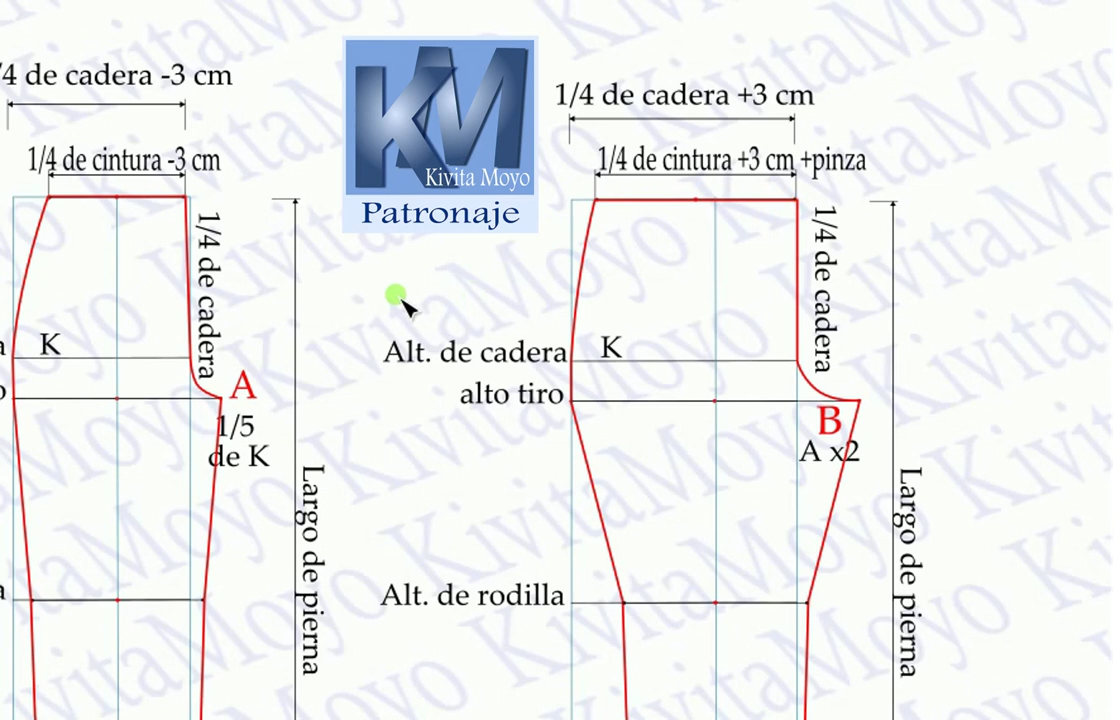 /4 de cadera -3 cm
1/4 de cintura -3 cm
1/4 de cadera
K
A
1/5
de K
Largo de pierna
KM
Kivita Moyo
Patronaje
1/4 de cadera +3 cm
1/4 de cintura +3 cm +pinza
1/4 de cadera
Alt. de cadera
K
alto tiro
B
A x2
Alt. de rodilla
Largo de pierna
KivitaMoyo